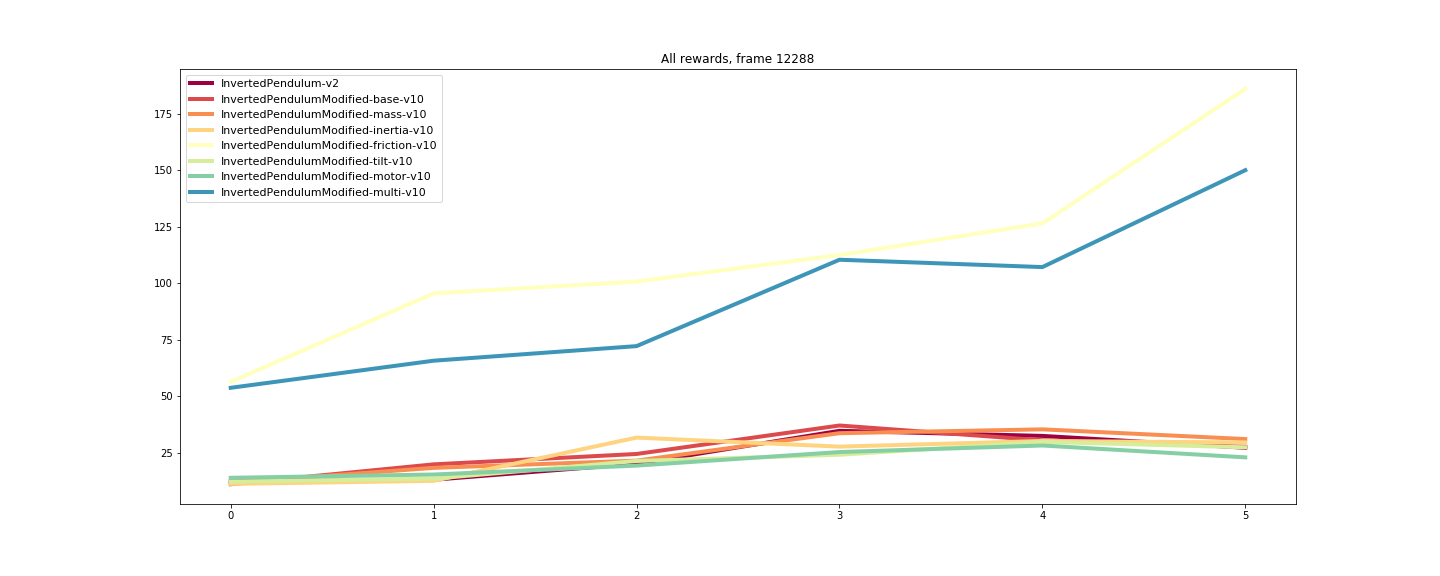 All rewards, frame 12288
InvertedPendulum-v2
InvertedPendulumModified-base-v10
InvertedPendulumModified-mass-v10
InvertedPendulumModified-inertia-v10
InvertedPendulumModified-friction-v10
InvertedPendulumModified-tilt-v10
InvertedPendulumModified-motor-v10
InvertedPendulumModified-multi-v10
175
150
125
100
75
50
25
0 1 2 3 4 5